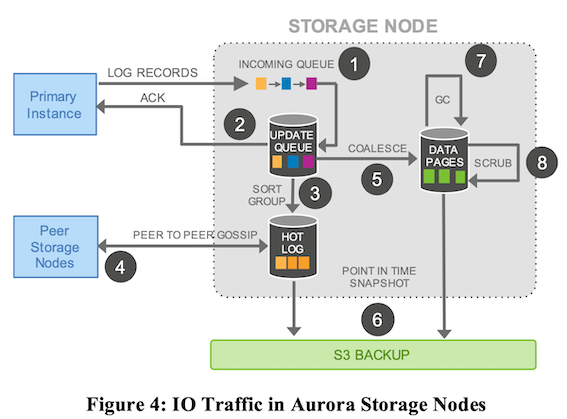 STORAGE NODE
LOG RECORDS
INCOMING QUEUE
1
7
Primary
Instance
ACK
GC
2
UPDATE
QUEUE
COALESCE
DATA
PAGES
SCRUB
8
5
SORT
GROUP
3
Peer
Storage
Nodes
PEER TO PEER GOSSIP
HOT
LOG
4
POINT IN TIME
SNAPSHOT
6
S3 BACKUP
Figure 4: IO Traffic in Aurora Storage Nodes